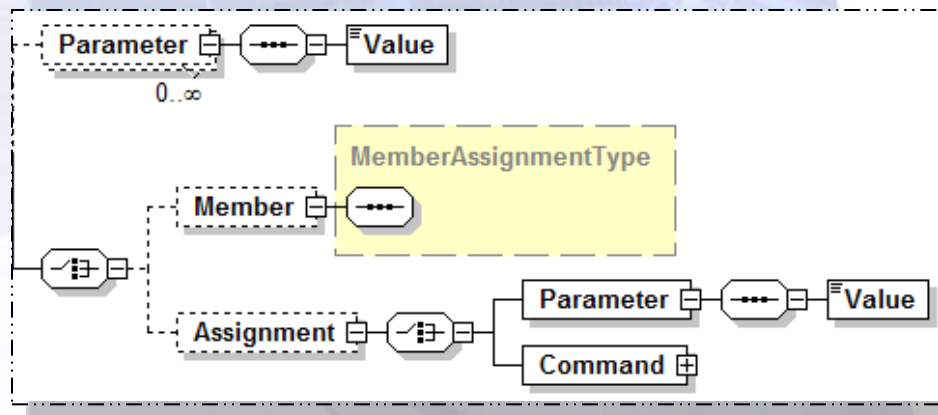 Parameter
Value
0..∞
MemberAssignmentType
Member
Parameter
Value
Assignment
Command